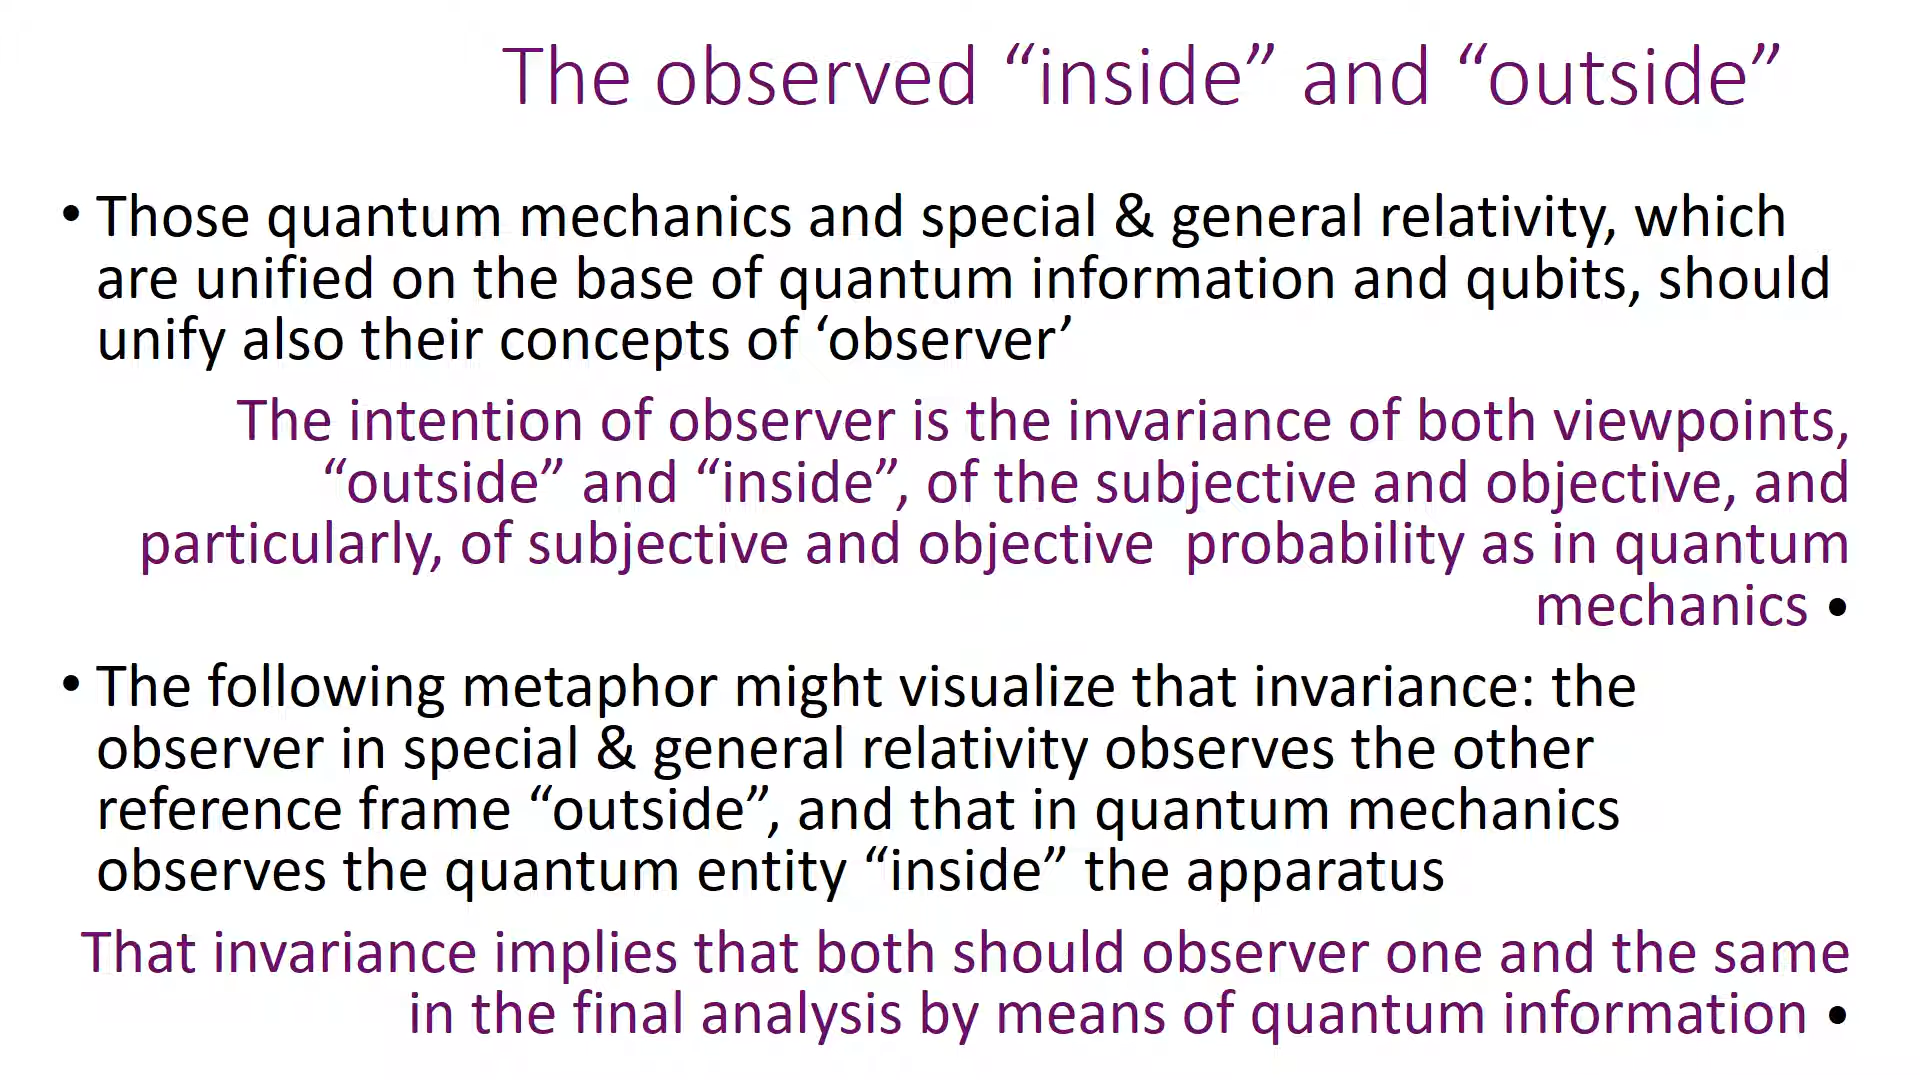 The observed “inside” and “outside”
• Those quantum mechanics and special & general relativity, which
are unified on the base of quantum information and qubits, should
unify also their concepts of ‘observer’
The intention of observer is the invariance of both viewpoints,
“outside” and “inside”, of the subjective and objective, and
particularly, of subjective and objective  probability as in quantum
mechanics •
• The following metaphor might visualize that invariance: the
observer in special & general relativity observes the other
reference frame “outside”, and that in quantum mechanics
observes the quantum entity “inside” the apparatus
That invariance implies that both should observer one and the same
in the final analysis by means of quantum information •